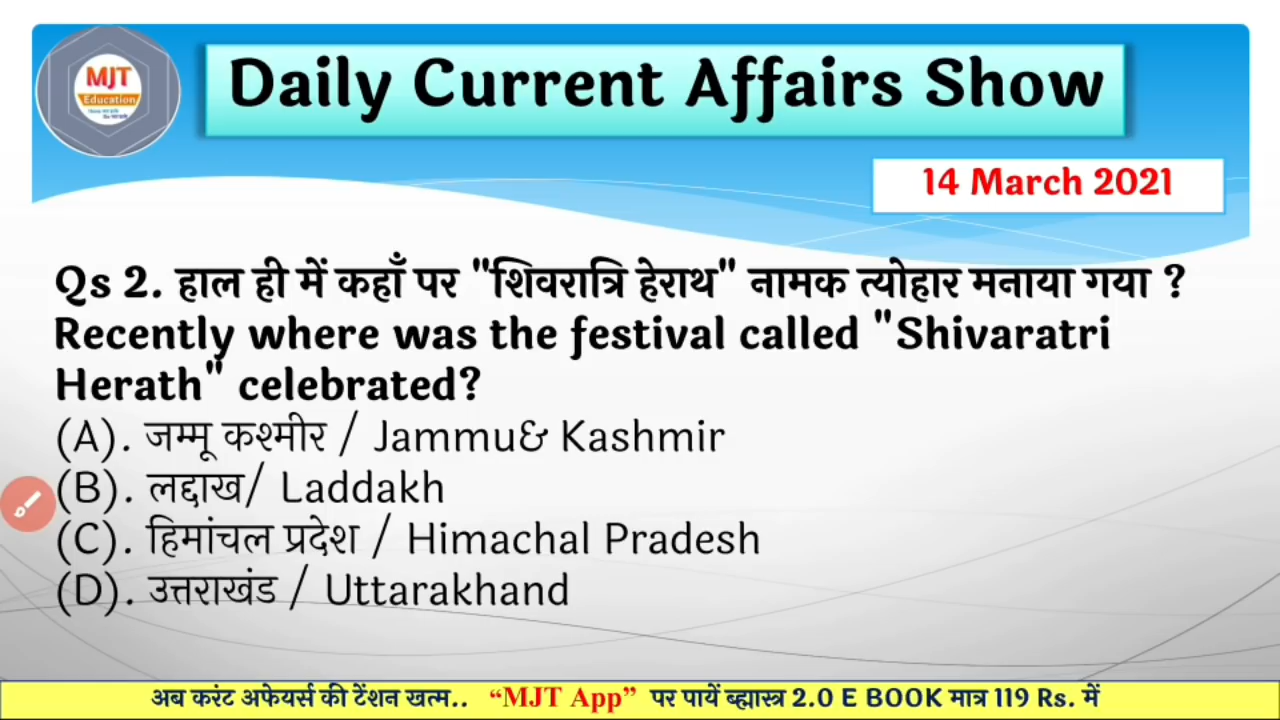 MJT
Education
Daily Current Affairs Show
14 March 2021
Qs 2. हाल ही में कहाँ पर "शिवरात्रि हेराथ" नामक त्योहार मनाया गया ?
Recently where was the festival called "Shivaratri
Herath" celebrated?
(A). जम्मू कश्मीर / Jammu& Kashmir
(B). लद्दाख/ Laddakh
(C). हिमांचल प्रदेश / Himachal Pradesh
(D). उत्तराखंड / Uttarakhand
अब करंट अफेयर्स की टेंशन खत्म.. “MJT App” पर पायें ब्ह्मास्त्र 2.0 E BOOK मात्र 119 Rs. में